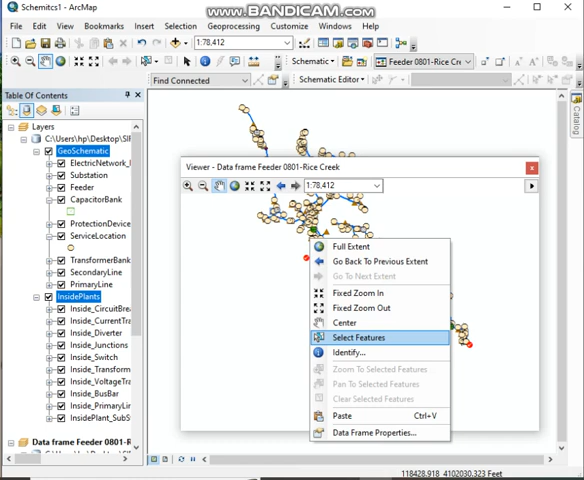 Schemitcs1 - ArcMap
www.BANDICAM.com
File Edit View Bookmarks Insert Selection Geoprocessing Customize Windows Help
1:78,412
Schematic
Feeder 0801-Rice Cr
Find Connected
Schematic Editor
Table Of Contents
Layers
C:\Users\hp\Desktop\SI
GeoSchematic
ElectricNetwork_
Substation
Feeder
CapacitorBank
ProtectionDevice
ServiceLocation
TransformerBank
SecondaryLine
PrimaryLine
InsidePlants
Inside_CircuitBrea
Inside_CurrentTra
Inside_Diverter
Inside_Junctions
Inside_Switch
Inside_Transform
Inside_VoltageTra
Inside_BusBar
Inside_PrimaryLin
InsidePlant_SubS
Data frame Feeder 0801-R
Catalog
Viewer - Data frame Feeder 0801-Rice Creek
1:78,412
Full Extent
Go Back To Previous Extent
Go To Next Extent
Fixed Zoom In
Fixed Zoom Out
Center
Select Features
Identify...
Zoom To Selected Features
Pan To Selected Features
Clear Selected Features
Paste Ctrl+V
Data Frame Properties...
118428.918 4102030.323 Feet